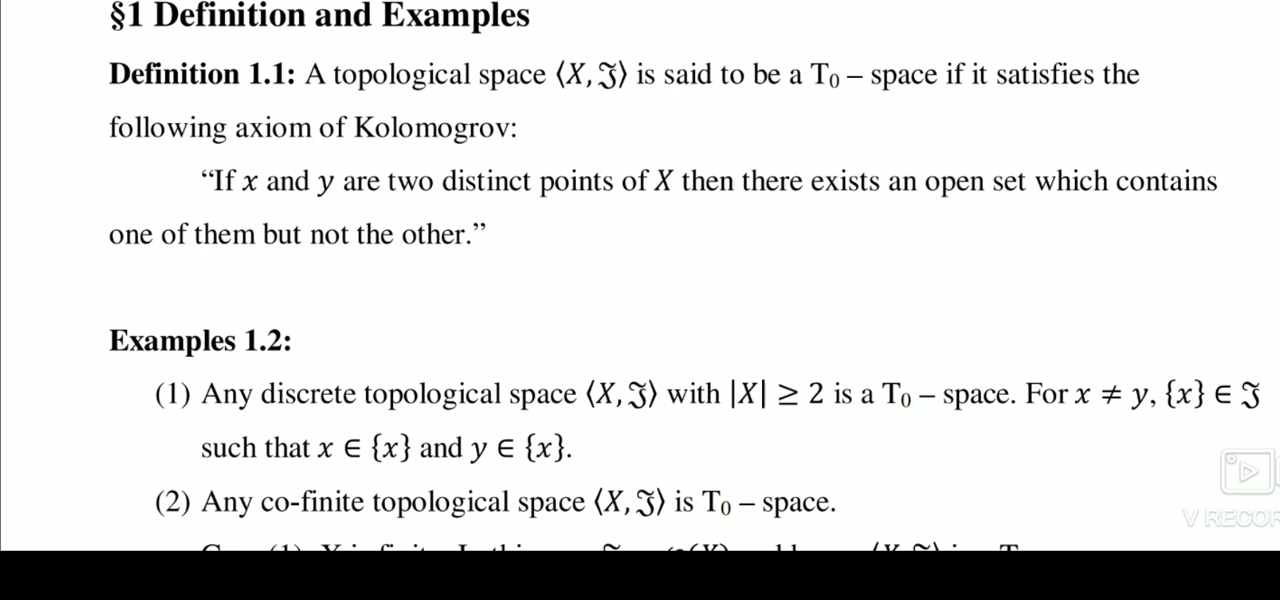 §1 Definition and Examples
Definition 1.1: A topological space ⟨X, ℑ⟩ is said to be a T₀ – space if it satisfies the
following axiom of Kolomogrov:
“If x and y are two distinct points of X then there exists an open set which contains
one of them but not the other.”
Examples 1.2:
(1) Any discrete topological space ⟨X, ℑ⟩ with |X| ≥ 2 is a T₀ – space. For x ≠ y, {x} ∈ ℑ
such that x ∈ {x} and y ∈ {x}.
(2) Any co-finite topological space ⟨X, ℑ⟩ is T₀ – space.
V RECOR